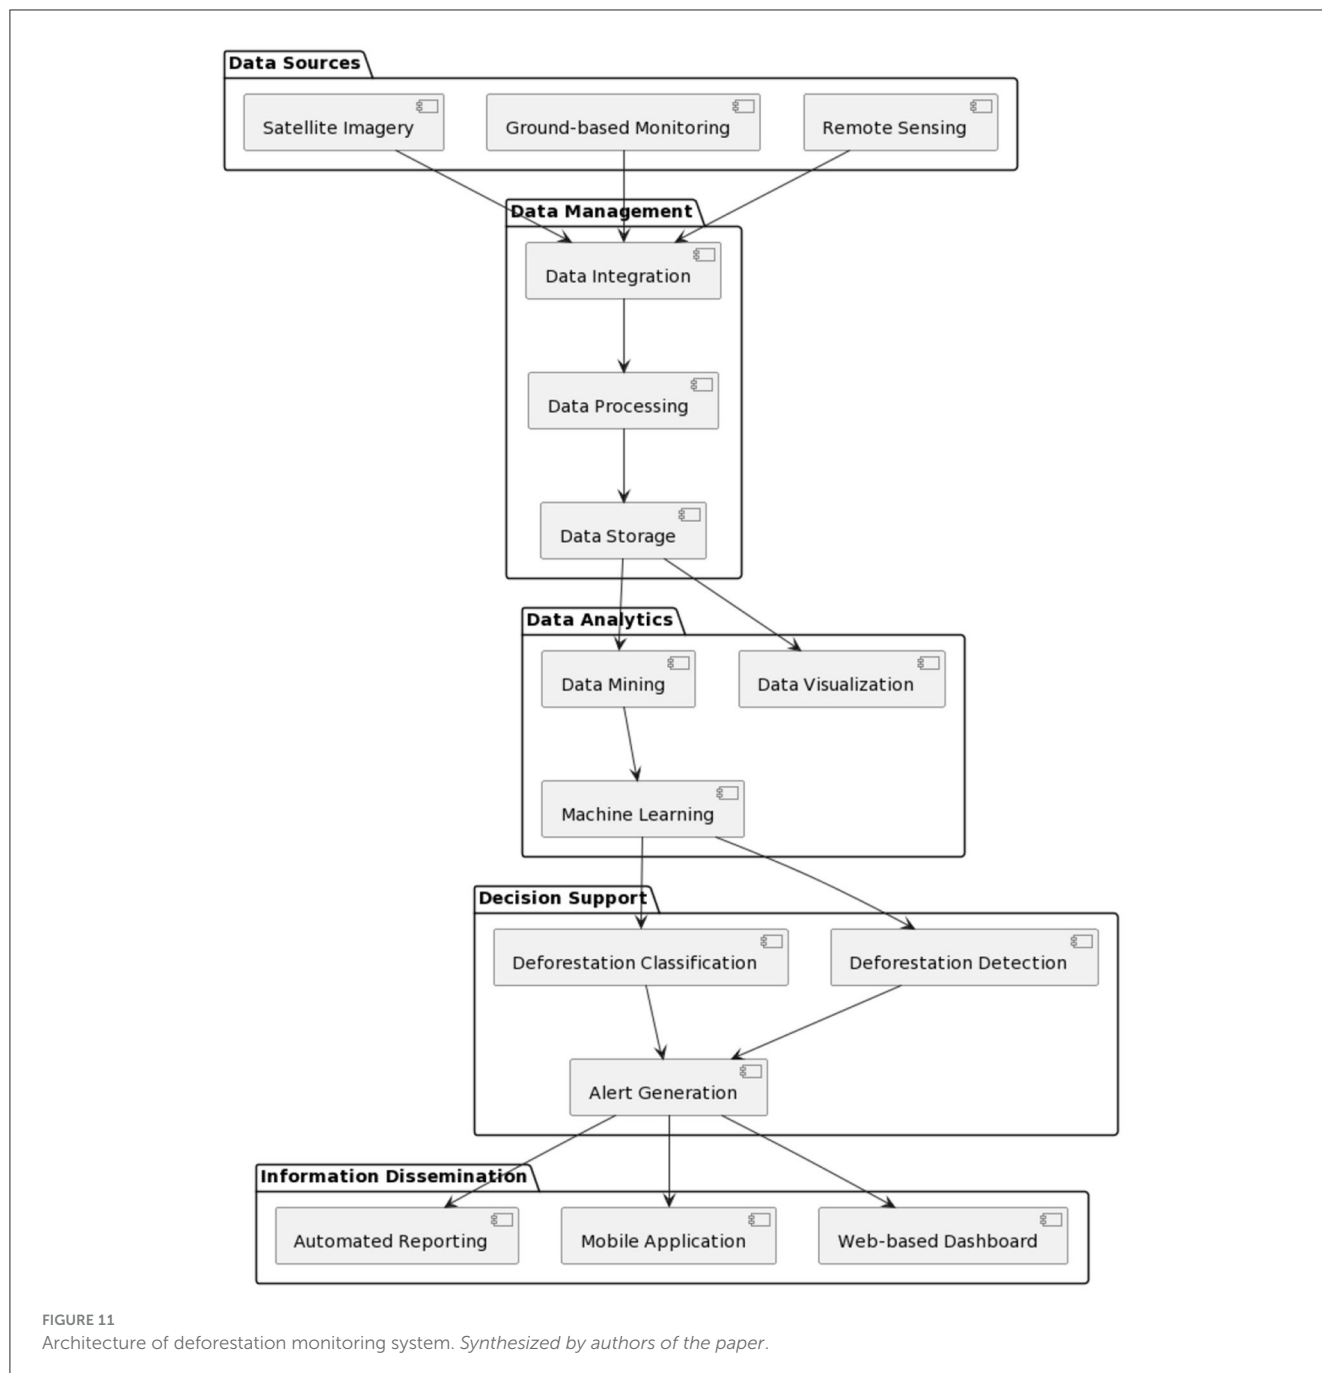 Data Sources
Satellite Imagery
Ground-based Monitoring
Remote Sensing
Data Management
Data Integration
Data Processing
Data Storage
Data Analytics
Data Mining
Data Visualization
Machine Learning
Decision Support
Deforestation Classification
Deforestation Detection
Alert Generation
Information Dissemination
Automated Reporting
Mobile Application
Web-based Dashboard
FIGURE 11
Architecture of deforestation monitoring system. Synthesized by authors of the paper.